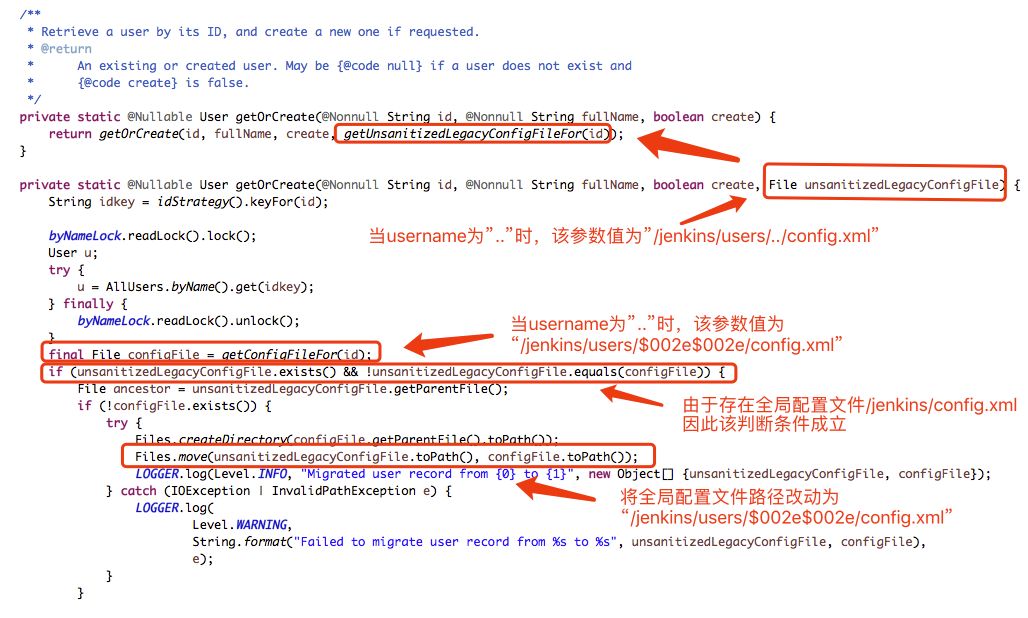 /**
 * Retrieve a user by its ID, and create a new one if requested.
 * @return
 *      An existing or created user. May be {@code null} if a user does not exist and
 *      {@code create} is false.
 */
private static @Nullable User getOrCreate(@Nonnull String id, @Nonnull String fullName, boolean create) {
    return getOrCreate(id, fullName, create, getUnsanitizedLegacyConfigFileFor(id));
}
private static @Nullable User getOrCreate(@Nonnull String id, @Nonnull String fullName, boolean create, File unsanitizedLegacyConfigFile) {
    String idkey = idStrategy().keyFor(id);
    byNameLock.readLock().lock();
当username为”..”时，该参数值为”/jenkins/users/../config.xml”
    User u;
    try {
        u = AllUsers.byName().get(idkey);
    } finally {
        byNameLock.readLock().unlock();
    }
当username为”..”时，该参数值为
“/jenkins/users/$002e$002e/config.xml”
    final File configFile = getConfigFileFor(id);
    if (unsanitizedLegacyConfigFile.exists() && !unsanitizedLegacyConfigFile.equals(configFile)) {
        File ancestor = unsanitizedLegacyConfigFile.getParentFile();
        if (!configFile.exists()) {
由于存在全局配置文件/jenkins/config.xml
因此该判断条件成立
            try {
                Files.createDirectory(configFile.getParentFile().toPath());
                Files.move(unsanitizedLegacyConfigFile.toPath(), configFile.toPath());
                LOGGER.log(Level.INFO, "Migrated user record from {0} to {1}", new Object[] {unsanitizedLegacyConfigFile, configFile});
            } catch (IOException | InvalidPathException e) {
将全局配置文件路径改动为
“/jenkins/users/$002e$002e/config.xml”
                LOGGER.log(
                        Level.WARNING,
                        String.format("Failed to migrate user record from %s to %s", unsanitizedLegacyConfigFile, configFile),
                        e);
            }
        }